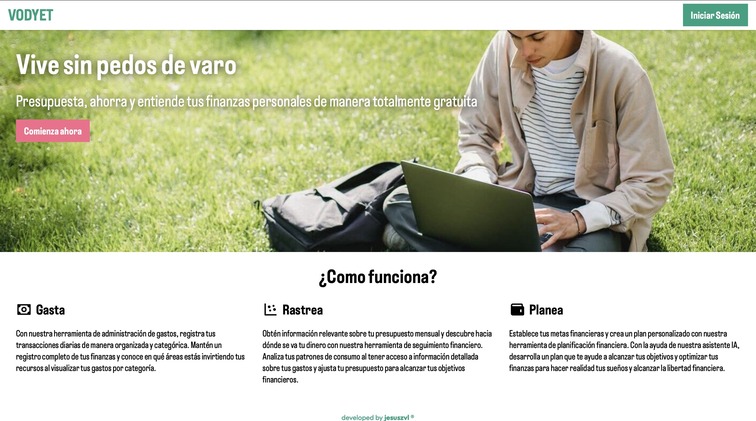 VODYET
Iniciar Sesión
Vive sin pedos de varo
Presupuesta, ahorra y entiende tus finanzas personales de manera totalmente gratuita
Comienza ahora
¿Como funciona?
Gasta
Con nuestra herramienta de administración de gastos, registra tus
transacciones diarias de manera organizada y categórica. Mantén un
registro completo de tus finanzas y conoce en qué áreas estás invirtiendo tus
recursos al visualizar tus gastos por categoría.
Rastrea
Obtén información relevante sobre tu presupuesto mensual y descubre hacia
dónde se va tu dinero con nuestra herramienta de seguimiento financiero.
Analiza tus patrones de consumo al tener acceso a información detallada
sobre tus gastos y ajusta tu presupuesto para alcanzar tus objetivos
financieros.
Planea
Establece tus metas financieras y crea un plan personalizado con nuestra
herramienta de planificación financiera. Con la ayuda de nuestra asistente IA,
desarrolla un plan que te ayude a alcanzar tus objetivos y optimizar tus
finanzas para hacer realidad tus sueños y alcanzar la libertad financiera.
developed by jesuszvl ®